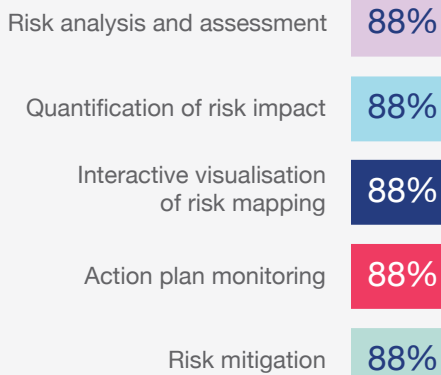 Risk analysis and assessment 88%
Quantification of risk impact 88%
Interactive visualisation
of risk mapping 88%
Action plan monitoring 88%
Risk mitigation 88%